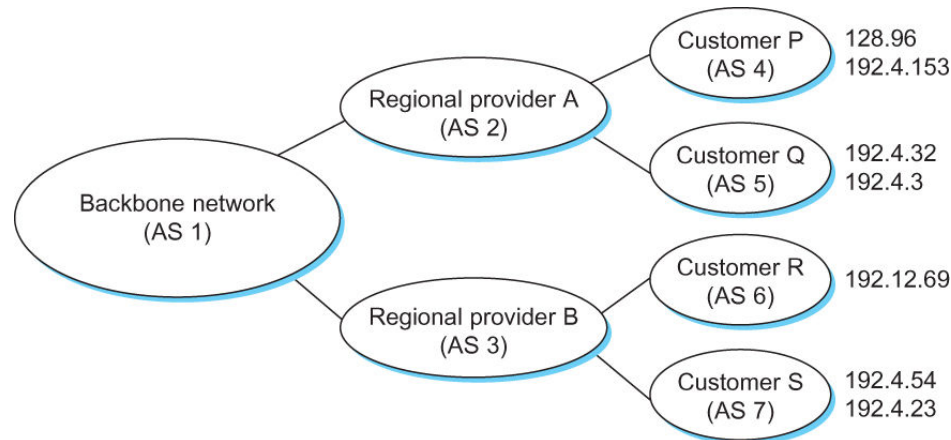 Customer P
(AS 4)
128.96
192.4.153
Regional provider A
(AS 2)
Customer Q
(AS 5)
192.4.32
192.4.3
Backbone network
(AS 1)
Customer R
(AS 6)
192.12.69
Regional provider B
(AS 3)
Customer S
(AS 7)
192.4.54
192.4.23